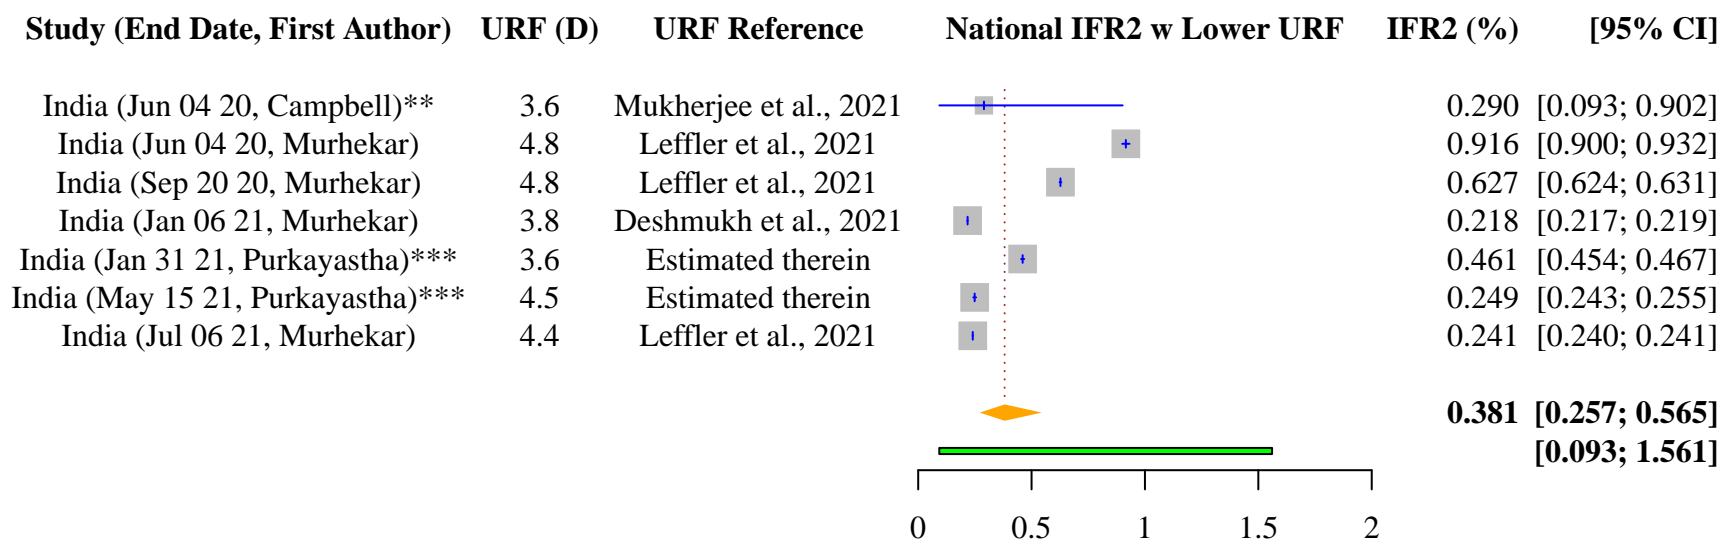 Study (End Date, First Author) URF (D) URF Reference National IFR2 w Lower URF IFR2 (%) [95% CI]
India (Jun 04 20, Campbell)** 3.6 Mukherjee et al., 2021 0.290 [0.093; 0.902]
India (Jun 04 20, Murhekar) 4.8 Leffler et al., 2021 0.916 [0.900; 0.932]
India (Sep 20 20, Murhekar) 4.8 Leffler et al., 2021 0.627 [0.624; 0.631]
India (Jan 06 21, Murhekar) 3.8 Deshmukh et al., 2021 0.218 [0.217; 0.219]
India (Jan 31 21, Purkayastha)*** 3.6 Estimated therein 0.461 [0.454; 0.467]
India (May 15 21, Purkayastha)*** 4.5 Estimated therein 0.249 [0.243; 0.255]
India (Jul 06 21, Murhekar) 4.4 Leffler et al., 2021 0.241 [0.240; 0.241]
0.381 [0.257; 0.565]
[0.093; 1.561]
0 0.5 1 1.5 2